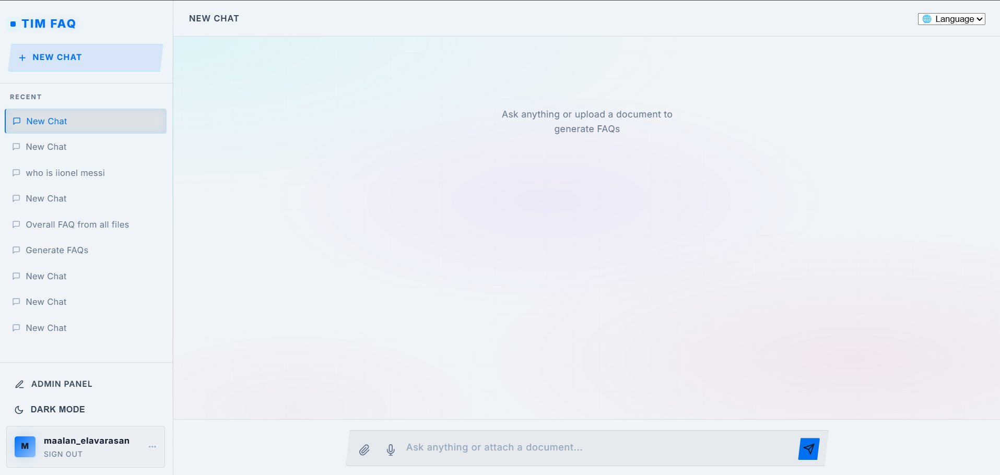 TIM FAQ
+ NEW CHAT
RECENT
New Chat
New Chat
who is iionel messi
New Chat
Overall FAQ from all files
Generate FAQs
New Chat
New Chat
New Chat
ADMIN PANEL
DARK MODE
M
maalan_elavarasan
SIGN OUT
...
NEW CHAT
🌐 Language
Ask anything or upload a document to
generate FAQs
Ask anything or attach a document...